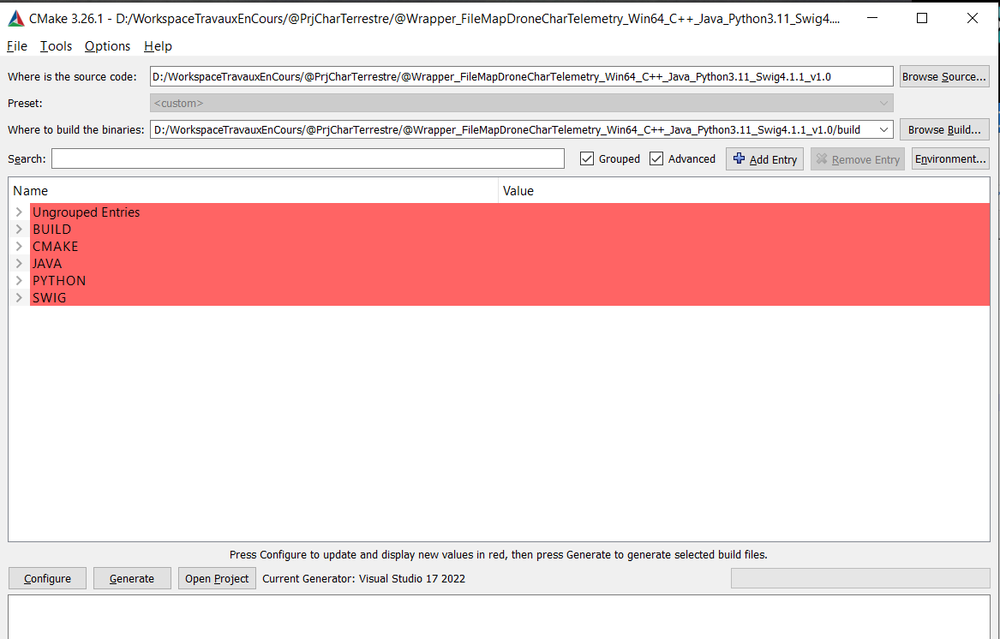 CMake 3.26.1 - D:/WorkspaceTravauxEnCours/@PrjCharTerrestre/@Wrapper_FileMapDroneCharTelemetry_Win64_C++_Java_Python3.11_Swig4....
File Tools Options Help
Where is the source code: D:/WorkspaceTravauxEnCours/@PrjCharTerrestre/@Wrapper_FileMapDroneCharTelemetry_Win64_C++_Java_Python3.11_Swig4.1.1_v1.0 Browse Source...
Preset: <custom>
Where to build the binaries: D:/WorkspaceTravauxEnCours/@PrjCharTerrestre/@Wrapper_FileMapDroneCharTelemetry_Win64_C++_Java_Python3.11_Swig4.1.1_v1.0/build Browse Build...
Search: Grouped Advanced Add Entry Remove Entry Environment...
Name Value
Ungrouped Entries
BUILD
CMAKE
JAVA
PYTHON
SWIG
Press Configure to update and display new values in red, then press Generate to generate selected build files.
Configure Generate Open Project Current Generator: Visual Studio 17 2022